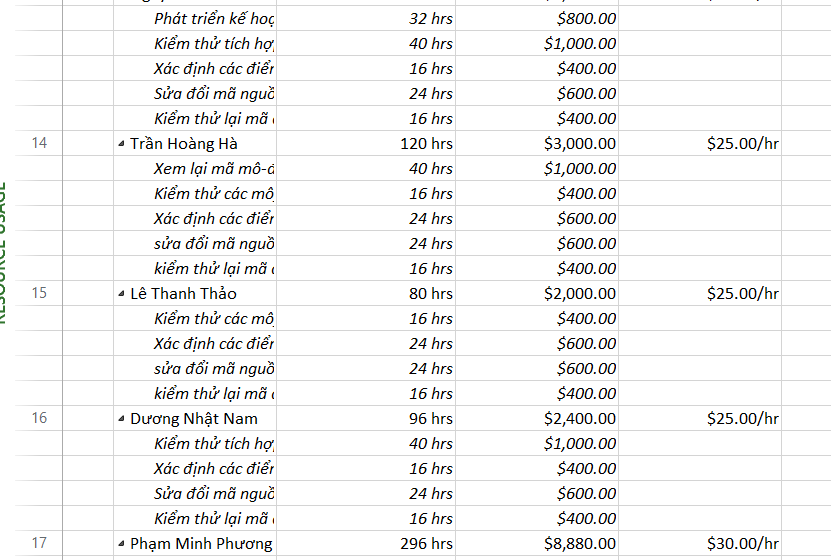 Phát triển kế hoạ 32 hrs $800.00
Kiểm thử tích hợ 40 hrs $1,000.00
Xác định các điể 16 hrs $400.00
Sửa đổi mã nguồ 24 hrs $600.00
Kiểm thử lại mã 16 hrs $400.00
14 Trần Hoàng Hà 120 hrs $3,000.00 $25.00/hr
Xem lại mã mô-đ 40 hrs $1,000.00
Kiểm thử các mô 16 hrs $400.00
Xác định các điể 24 hrs $600.00
sửa đổi mã nguồ 24 hrs $600.00
kiểm thử lại mã 16 hrs $400.00
15 Lê Thanh Thảo 80 hrs $2,000.00 $25.00/hr
Kiểm thử các mô 16 hrs $400.00
Xác định các điể 24 hrs $600.00
sửa đổi mã nguồ 24 hrs $600.00
kiểm thử lại mã 16 hrs $400.00
16 Dương Nhật Nam 96 hrs $2,400.00 $25.00/hr
Kiểm thử tích hợ 40 hrs $1,000.00
Xác định các điể 16 hrs $400.00
Sửa đổi mã nguồ 24 hrs $600.00
Kiểm thử lại mã 16 hrs $400.00
17 Phạm Minh Phương 296 hrs $8,880.00 $30.00/hr
RESOURCE USAGE